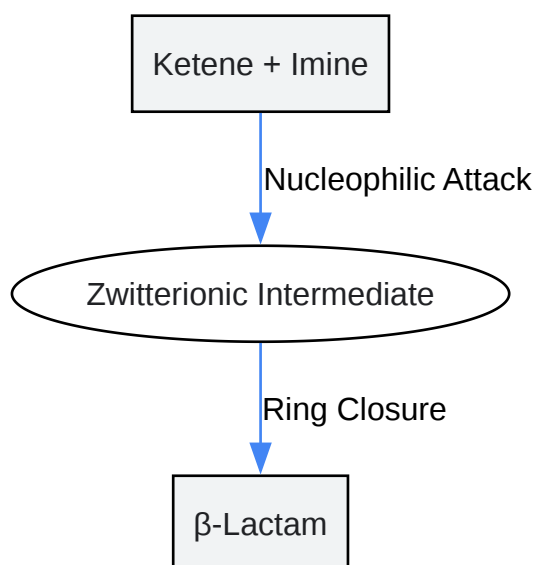 Ketene + Imine
Nucleophilic Attack
Zwitterionic Intermediate
Ring Closure
β-Lactam